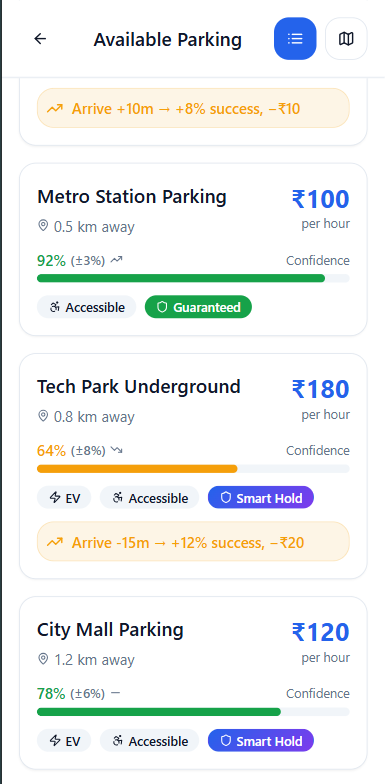 Available Parking
Arrive +10m → +8% success, −₹10
Metro Station Parking
₹100
0.5 km away
per hour
92% (±3%)
Confidence
Accessible
Guaranteed
Tech Park Underground
₹180
0.8 km away
per hour
64% (±8%)
Confidence
EV
Accessible
Smart Hold
Arrive -15m → +12% success, −₹20
City Mall Parking
₹120
1.2 km away
per hour
78% (±6%)
Confidence
EV
Accessible
Smart Hold